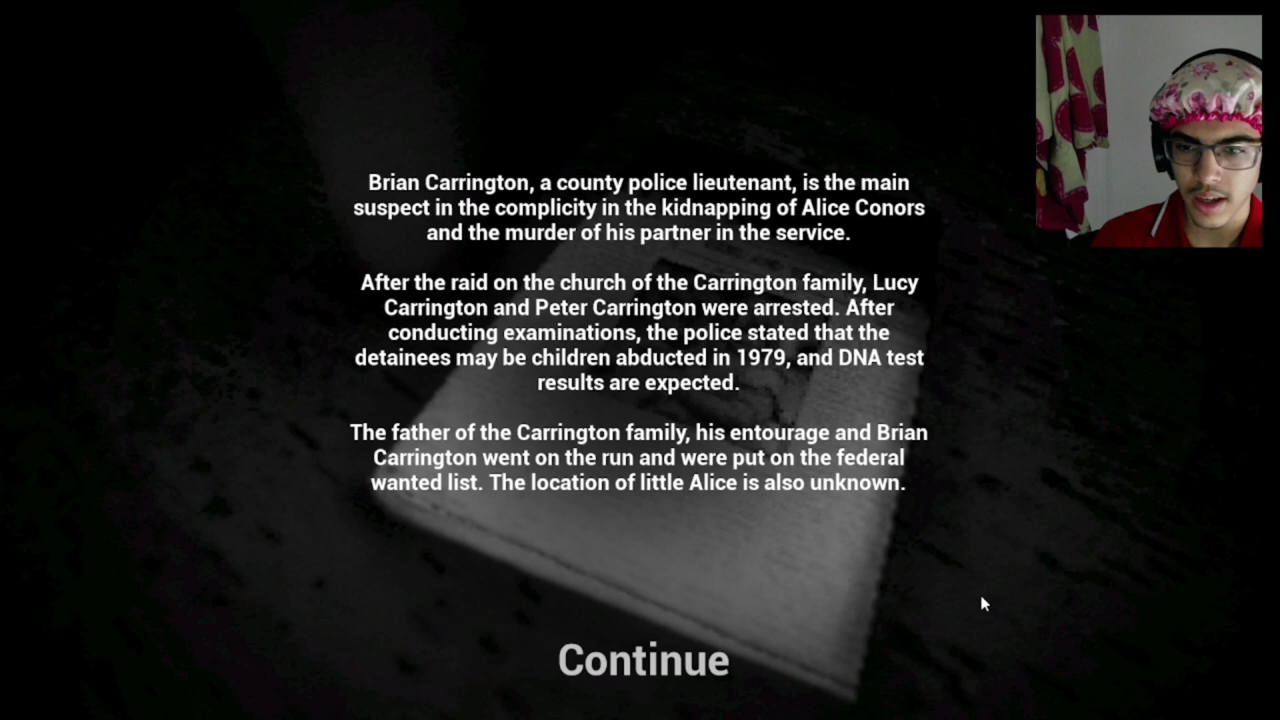 Brian Carrington, a county police lieutenant, is the main
suspect in the complicity in the kidnapping of Alice Conors
and the murder of his partner in the service.
After the raid on the church of the Carrington family, Lucy
Carrington and Peter Carrington were arrested. After
conducting examinations, the police stated that the
detainees may be children abducted in 1979, and DNA test
results are expected.
The father of the Carrington family, his entourage and Brian
Carrington went on the run and were put on the federal
wanted list. The location of little Alice is also unknown.
Continue